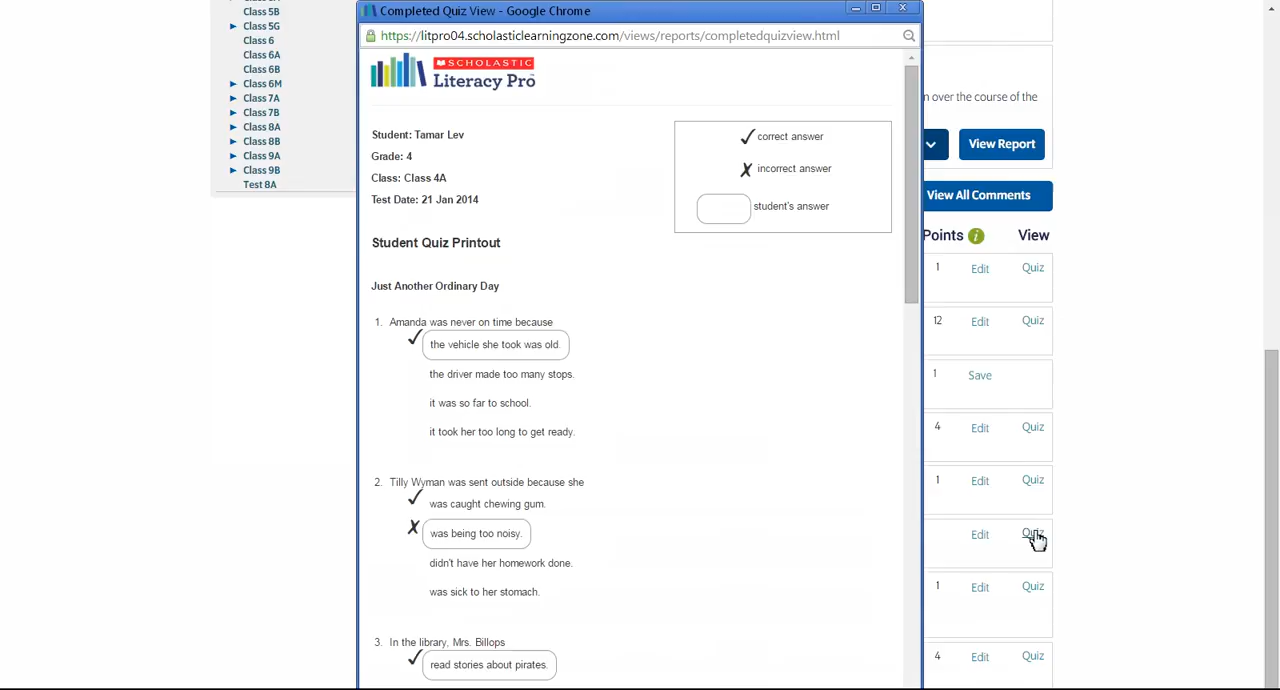 Completed Quiz View - Google Chrome
https://litpro04.scholasticlearningzone.com/views/reports/completedquizview.html
SCHOLASTIC
Literacy Pro
Student: Tamar Lev
Grade: 4
Class: Class 4A
Test Date: 21 Jan 2014
correct answer
incorrect answer
student's answer
Student Quiz Printout
Just Another Ordinary Day
1. Amanda was never on time because
the vehicle she took was old.
the driver made too many stops.
it was so far to school.
it took her too long to get ready.
2. Tilly Wyman was sent outside because she
was caught chewing gum.
was being too noisy.
didn't have her homework done.
was sick to her stomach.
3. In the library, Mrs. Billops
read stories about pirates.
Class 5B
Class 5G
Class 6
Class 6A
Class 6B
Class 6M
Class 7A
Class 7B
Class 8A
Class 8B
Class 9A
Class 9B
Test 8A
n over the course of the
View Report
View All Comments
Points i View
1 Edit Quiz
12 Edit Quiz
1 Save
4 Edit Quiz
1 Edit Quiz
Edit Quiz
1 Edit Quiz
4 Edit Quiz